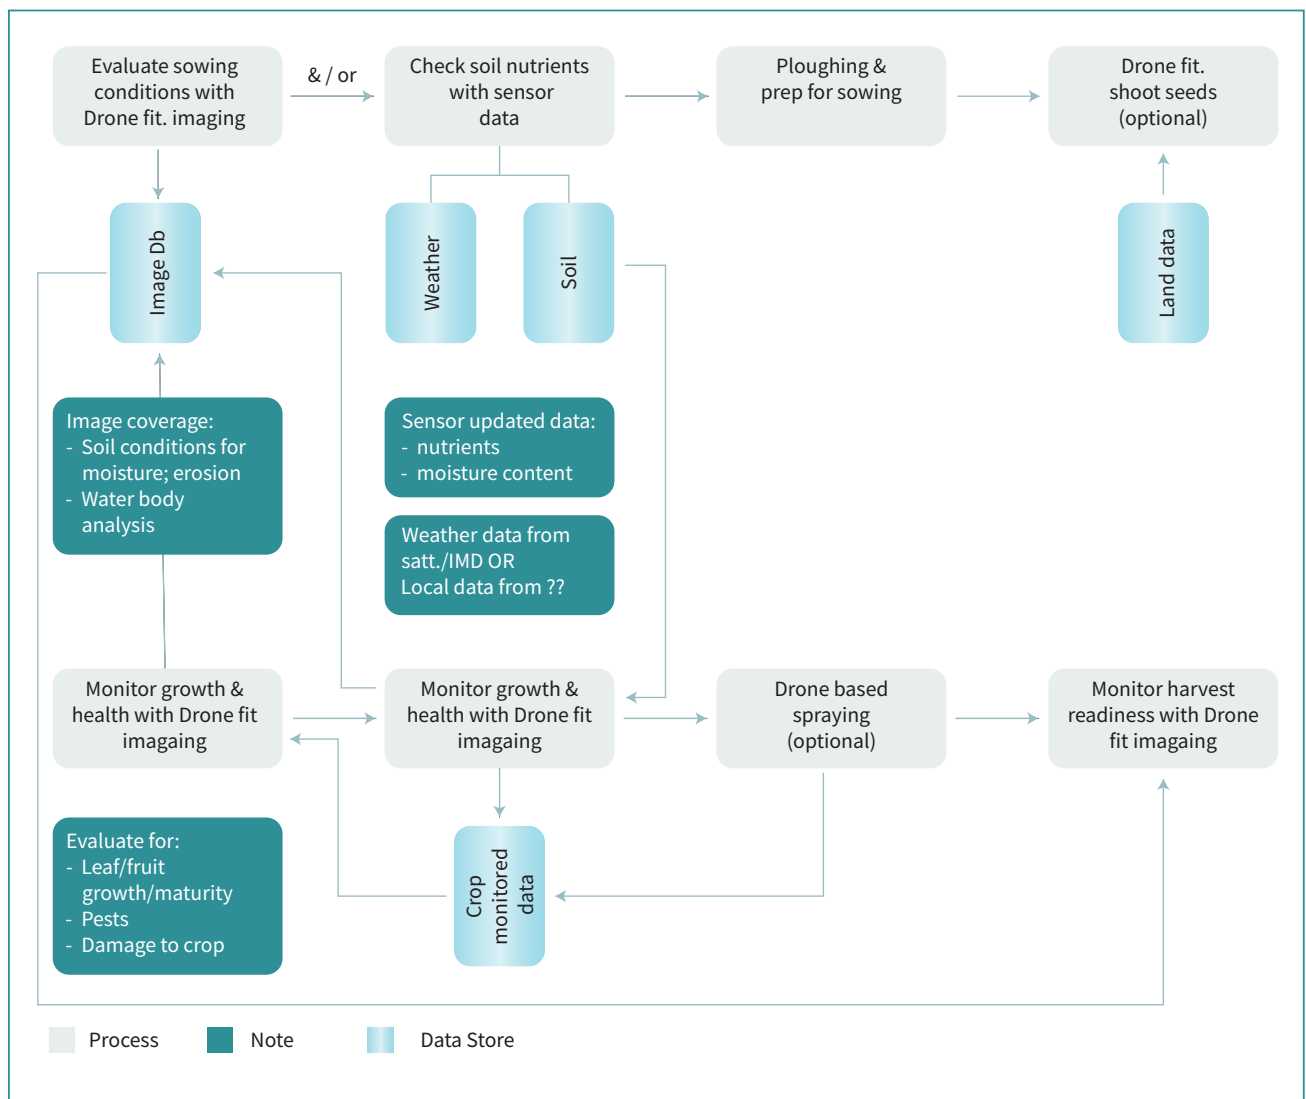 Evaluate sowing
conditions with
Drone fit. imaging
& / or
Check soil nutrients
with sensor
data
Ploughing &
prep for sowing
Drone fit.
shoot seeds
(optional)
Image Db
Weather
Soil
Land data
Image coverage:
- Soil conditions for
moisture; erosion
- Water body
analysis
Sensor updated data:
- nutrients
- moisture content
Weather data from
satt./IMD OR
Local data from ??
Monitor growth &
health with Drone fit
imagaing
Monitor growth &
health with Drone fit
imagaing
Drone based
spraying
(optional)
Monitor harvest
readiness with Drone
fit imagaing
Evaluate for:
- Leaf/fruit
growth/maturity
- Pests
- Damage to crop
Crop
monitored
data
Process
Note
Data Store